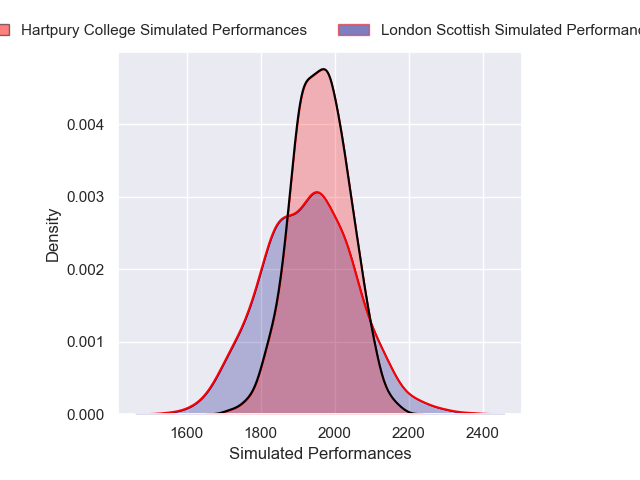 Hartpury College Simulated Performances
London Scottish Simulated
0.004
0.003
0.002
0.001
0.000
Density
1600 1800 2000 2200 2400
Simulated Performances